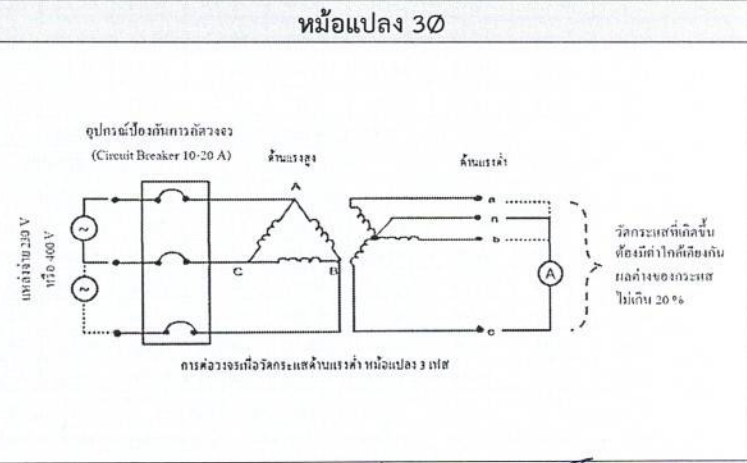 หม้อแปลง 3Ø
อุปกรณ์ป้องกันการลัดวงจร
(Circuit Breaker 10-20 A)
ด้านแรงสูง
ด้านแรงต่ำ
แหล่งจ่าย 230 V
หรือ 400 V
A
C
B
a
n
b
c
A
วัดกระแสที่เกิดขึ้น
ต้องมีค่าใกล้เคียงกัน
ผลต่างของกระแส
ไม่เกิน 20 %
การต่อวงจรเพื่อวัดกระแสด้านแรงต่ำ หม้อแปลง 3 เฟส